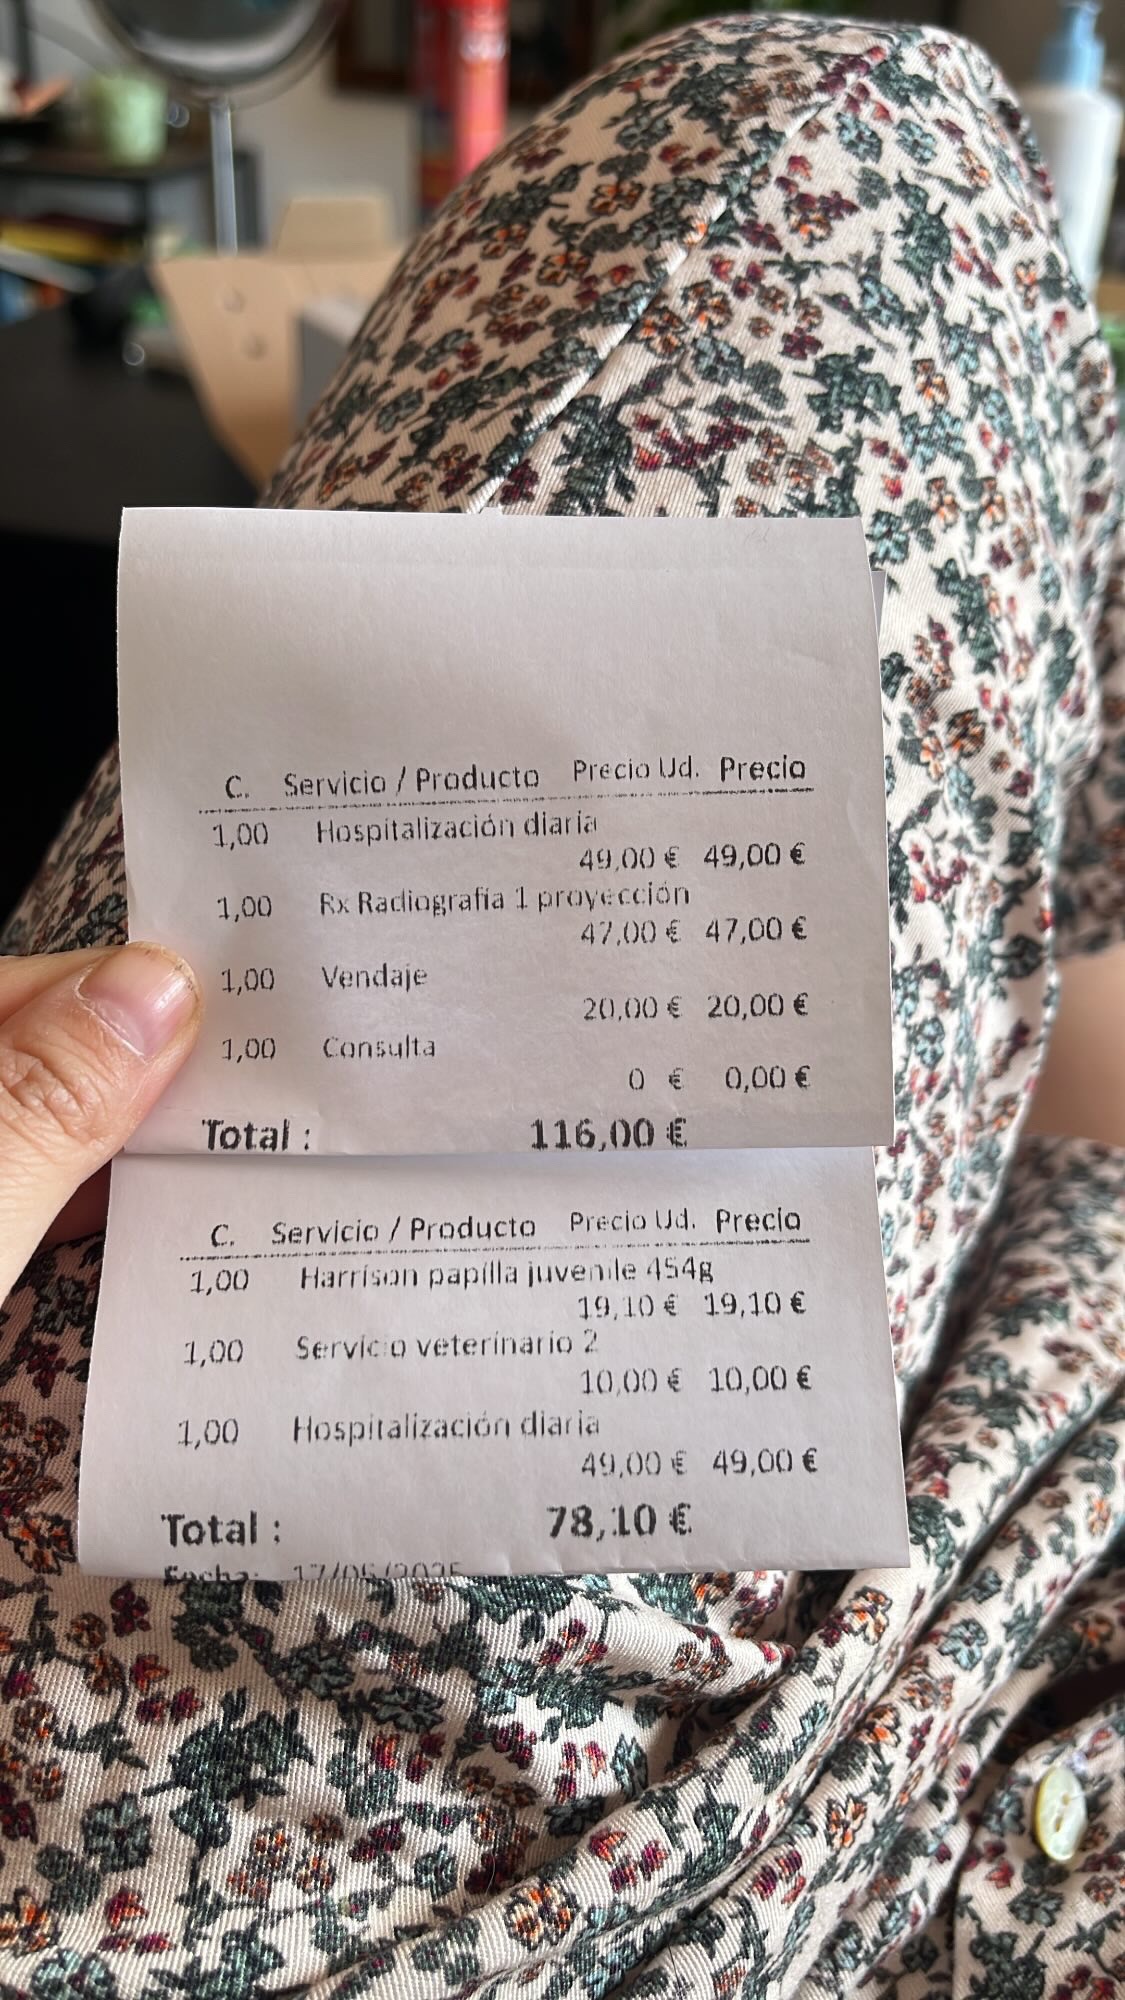 C. Servicio / Producto Precio Ud. Precio
1,00 Hospitalización diaria
49,00 € 49,00 €
1,00 Rx Radiografía 1 proyección
47,00 € 47,00 €
1,00 Vendaje
20,00 € 20,00 €
1,00 Consulta
0 € 0,00 €
Total : 116,00 €
C. Servicio / Producto Precio Ud. Precio
1,00 Harrison papilla juvenile 454g
19,10 € 19,10 €
1,00 Servicio veterinario 2
10,00 € 10,00 €
1,00 Hospitalización diaria
49,00 € 49,00 €
Total : 78,10 €
Fecha: